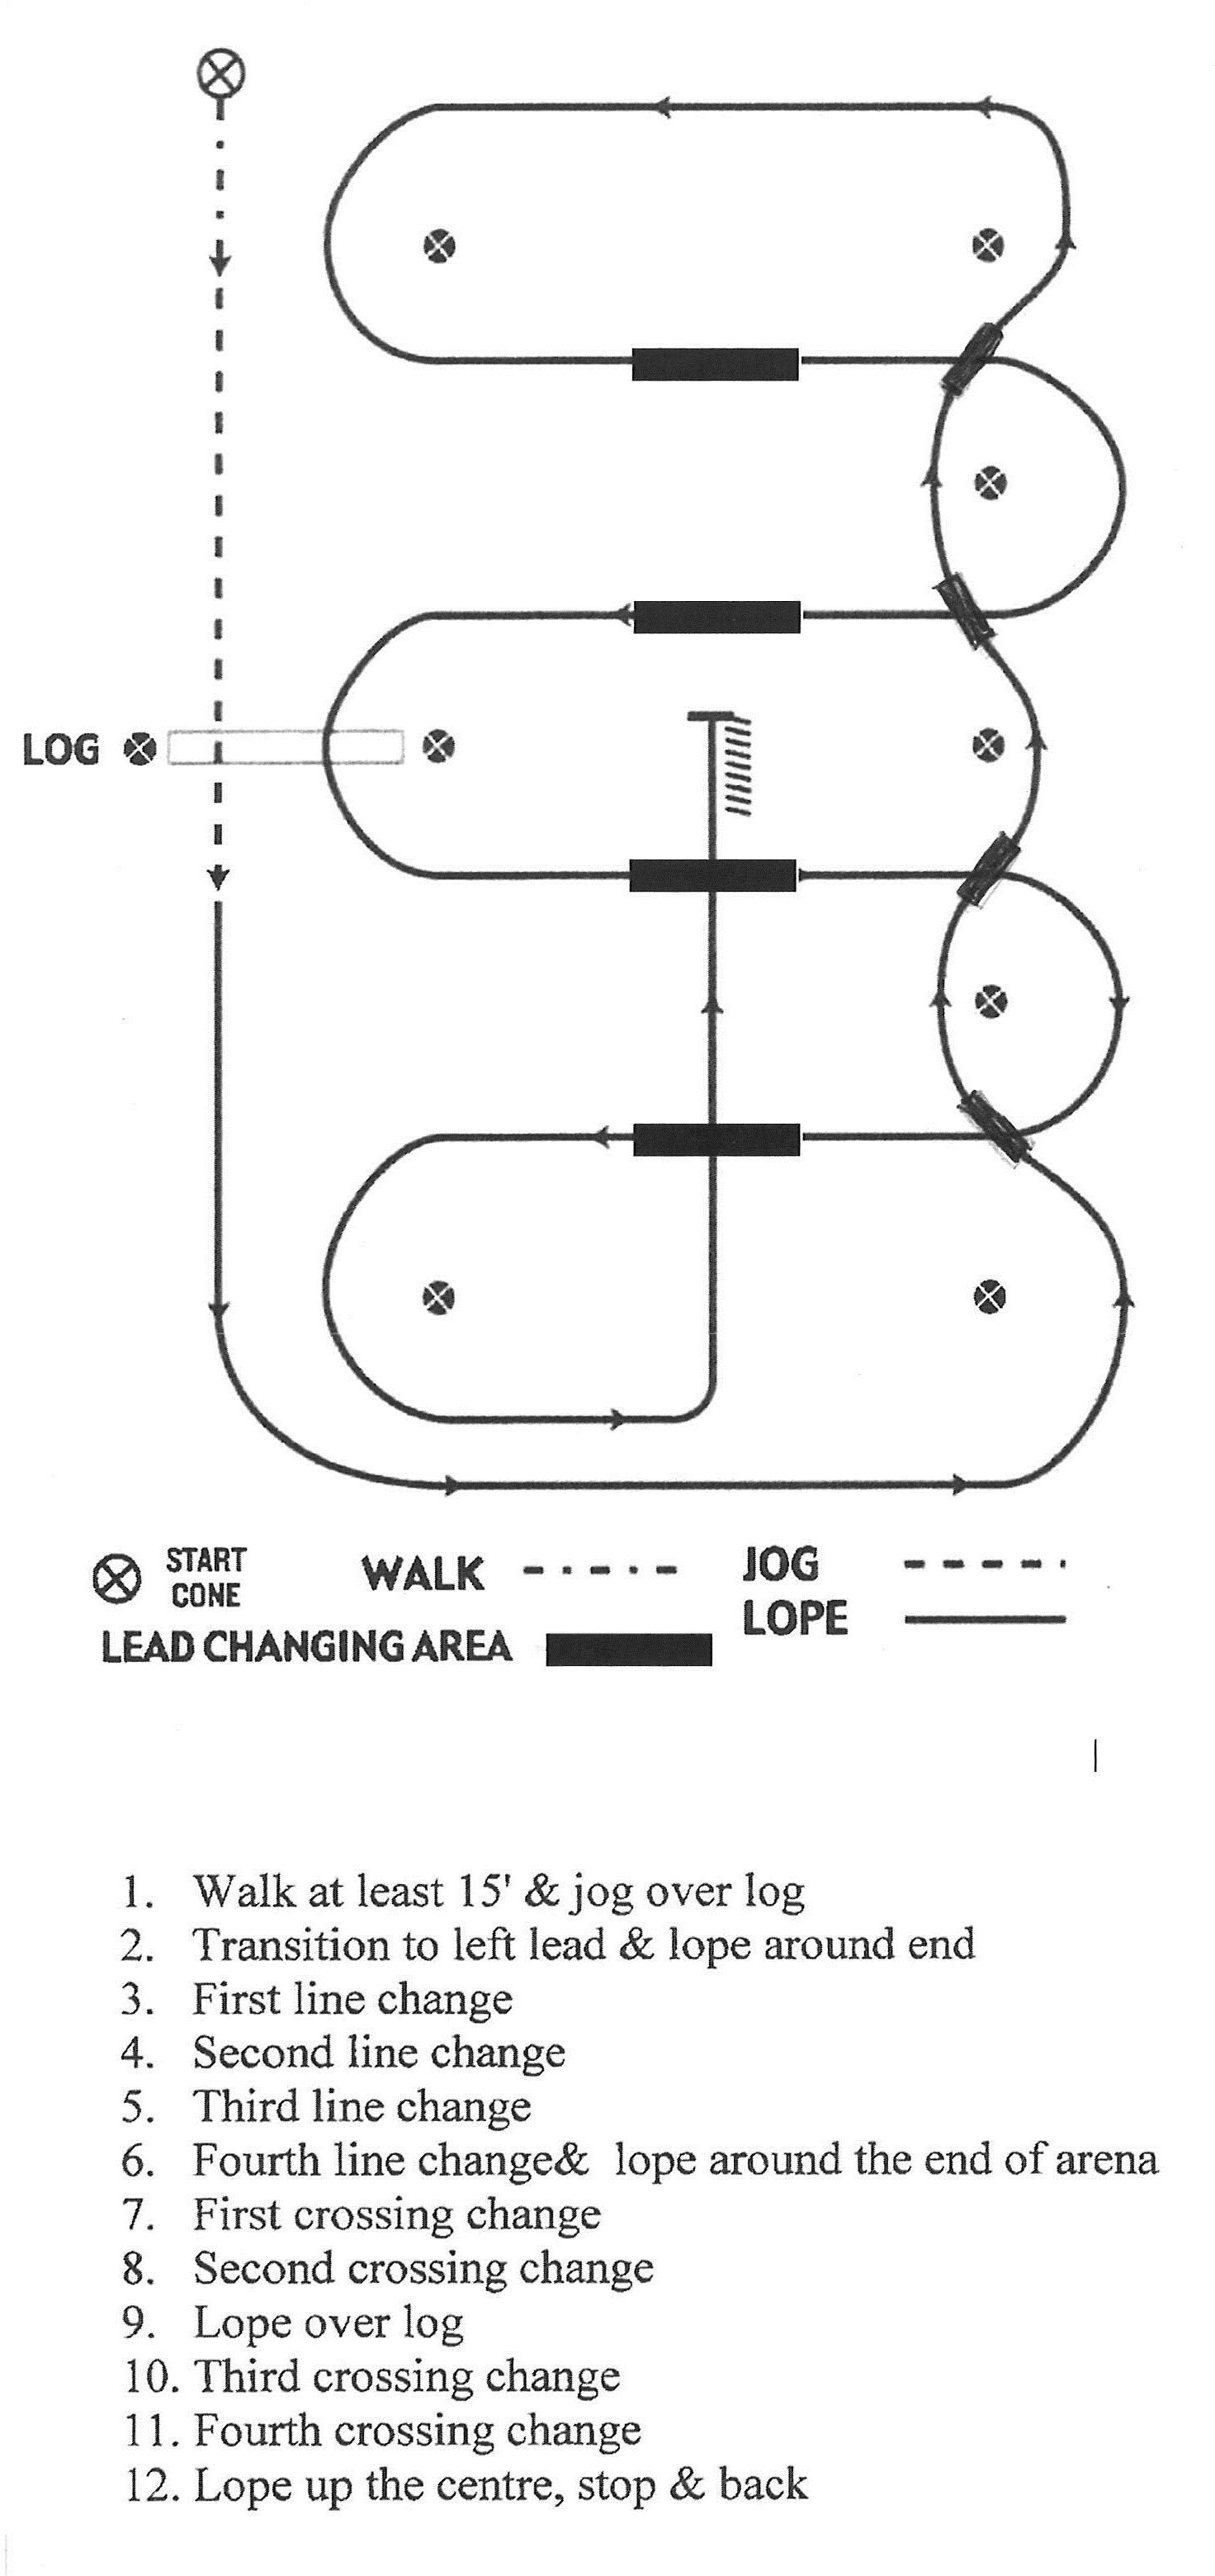 LOG
START
CONE
WALK
JOG
LOPE
LEAD CHANGING AREA
1. Walk at least 15' & jog over log
2. Transition to left lead & lope around end
3. First line change
4. Second line change
5. Third line change
6. Fourth line change& lope around the end of arena
7. First crossing change
8. Second crossing change
9. Lope over log
10. Third crossing change
11. Fourth crossing change
12. Lope up the centre, stop & back